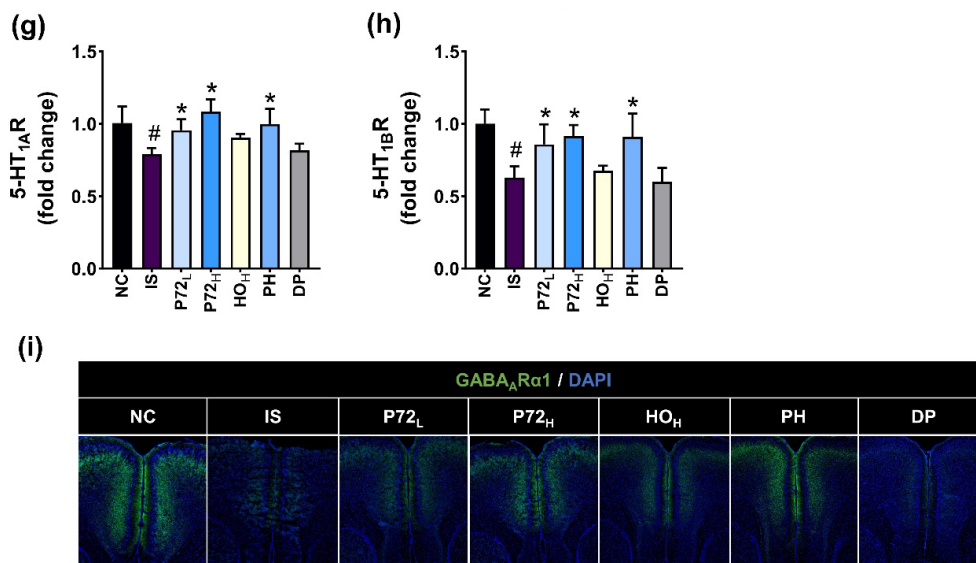 (g)
5-HT1AR
(fold change)
1.5
1.0
0.5
0.0
#
*
*
*
NC
IS
P72L
P72H
HOH
PH
DP
(h)
5-HT1BR
(fold change)
1.5
1.0
0.5
0.0
#
*
*
*
NC
IS
P72L
P72H
HOH
PH
DP
(i)
GABAARα1 / DAPI
NC IS P72L P72H HOH PH DP